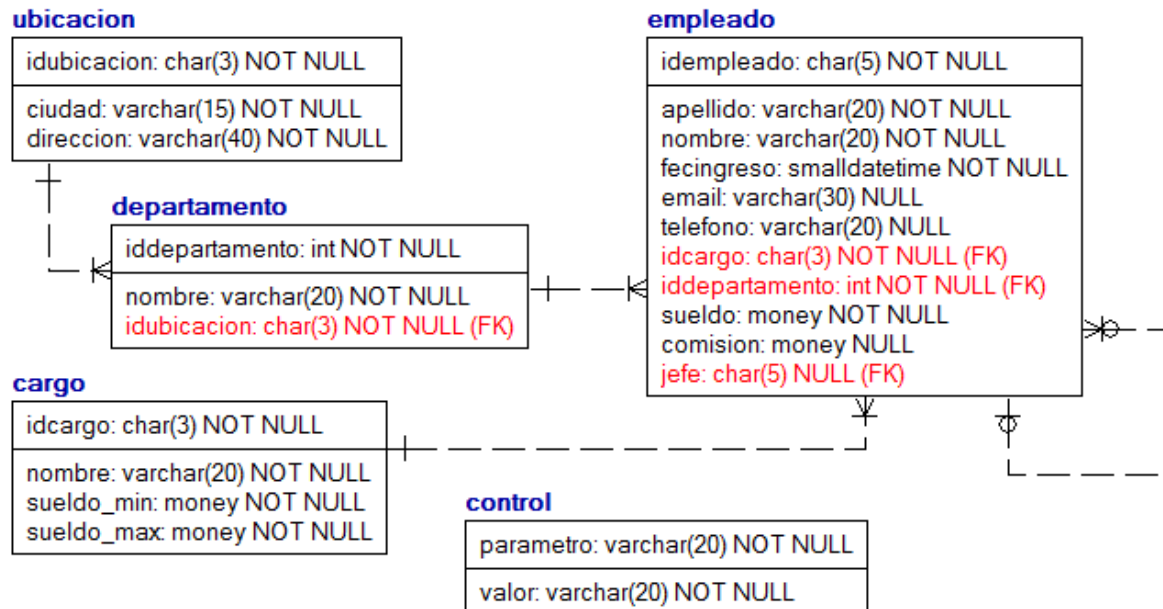 ubicacion
idubicacion: char(3) NOT NULL
ciudad: varchar(15) NOT NULL
direccion: varchar(40) NOT NULL
departamento
iddepartamento: int NOT NULL
nombre: varchar(20) NOT NULL
idubicacion: char(3) NOT NULL (FK)
cargo
idcargo: char(3) NOT NULL
nombre: varchar(20) NOT NULL
sueldo_min: money NOT NULL
sueldo_max: money NOT NULL
empleado
idempleado: char(5) NOT NULL
apellido: varchar(20) NOT NULL
nombre: varchar(20) NOT NULL
fecingreso: smalldatetime NOT NULL
email: varchar(30) NULL
telefono: varchar(20) NULL
idcargo: char(3) NOT NULL (FK)
iddepartamento: int NOT NULL (FK)
sueldo: money NOT NULL
comision: money NULL
jefe: char(5) NULL (FK)
control
parametro: varchar(20) NOT NULL
valor: varchar(20) NOT NULL